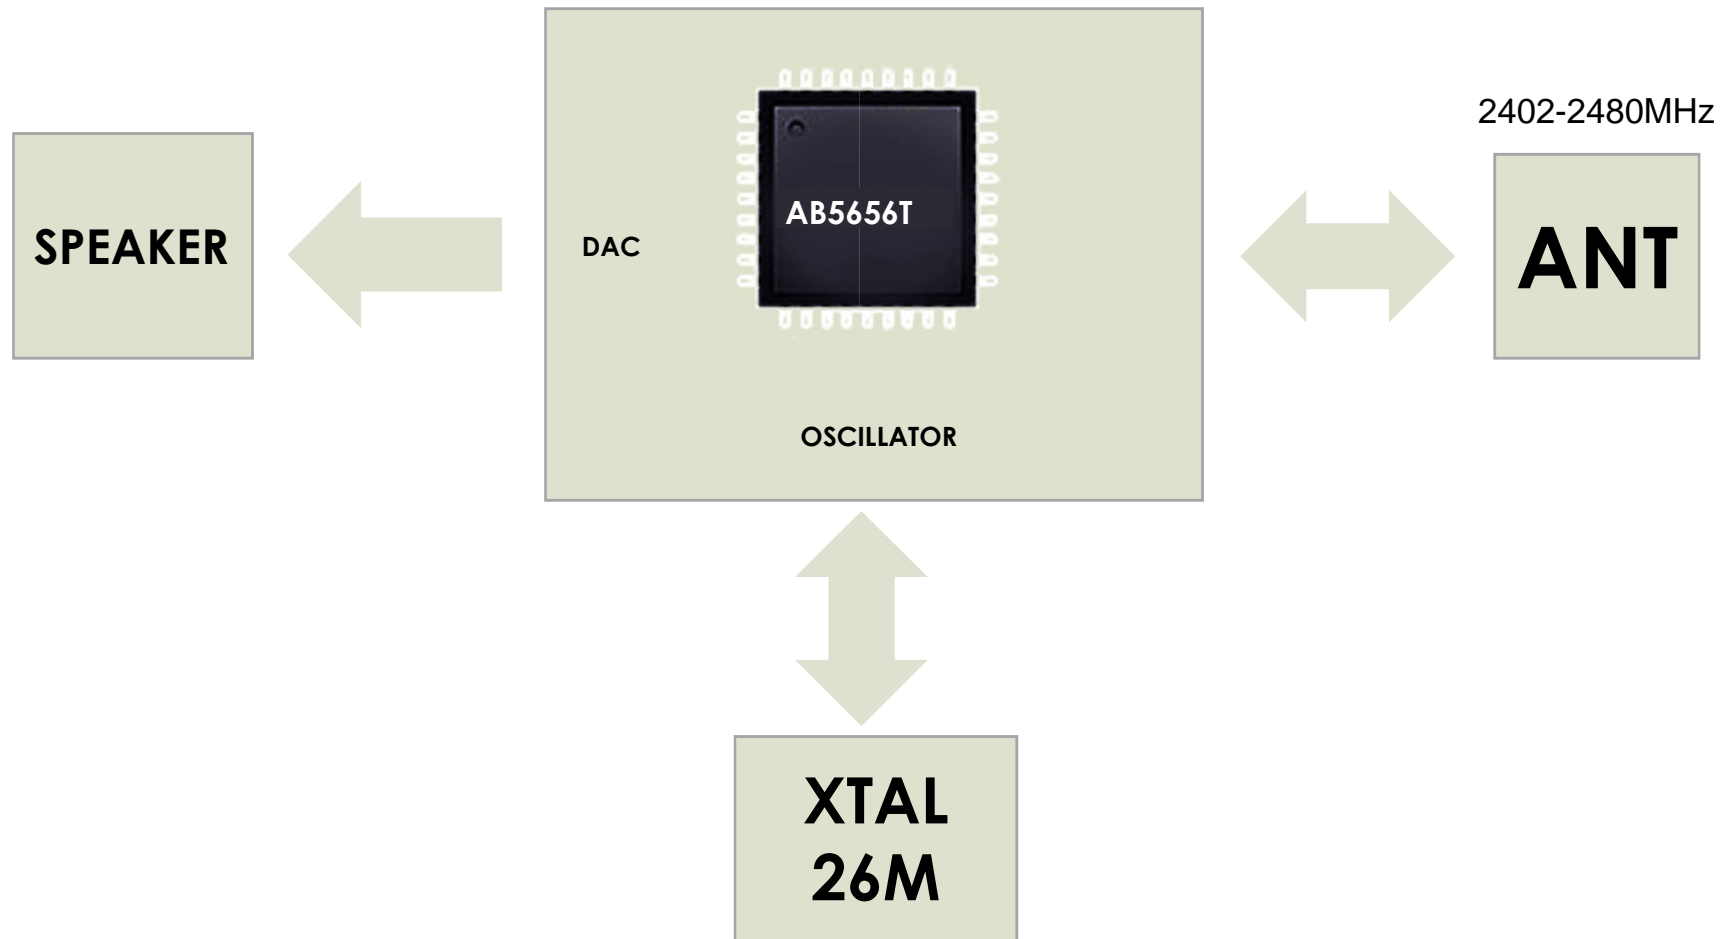 2402-2480MHz
SPEAKER
DAC
AB5656T
ANT
OSCILLATOR
XTAL
26M